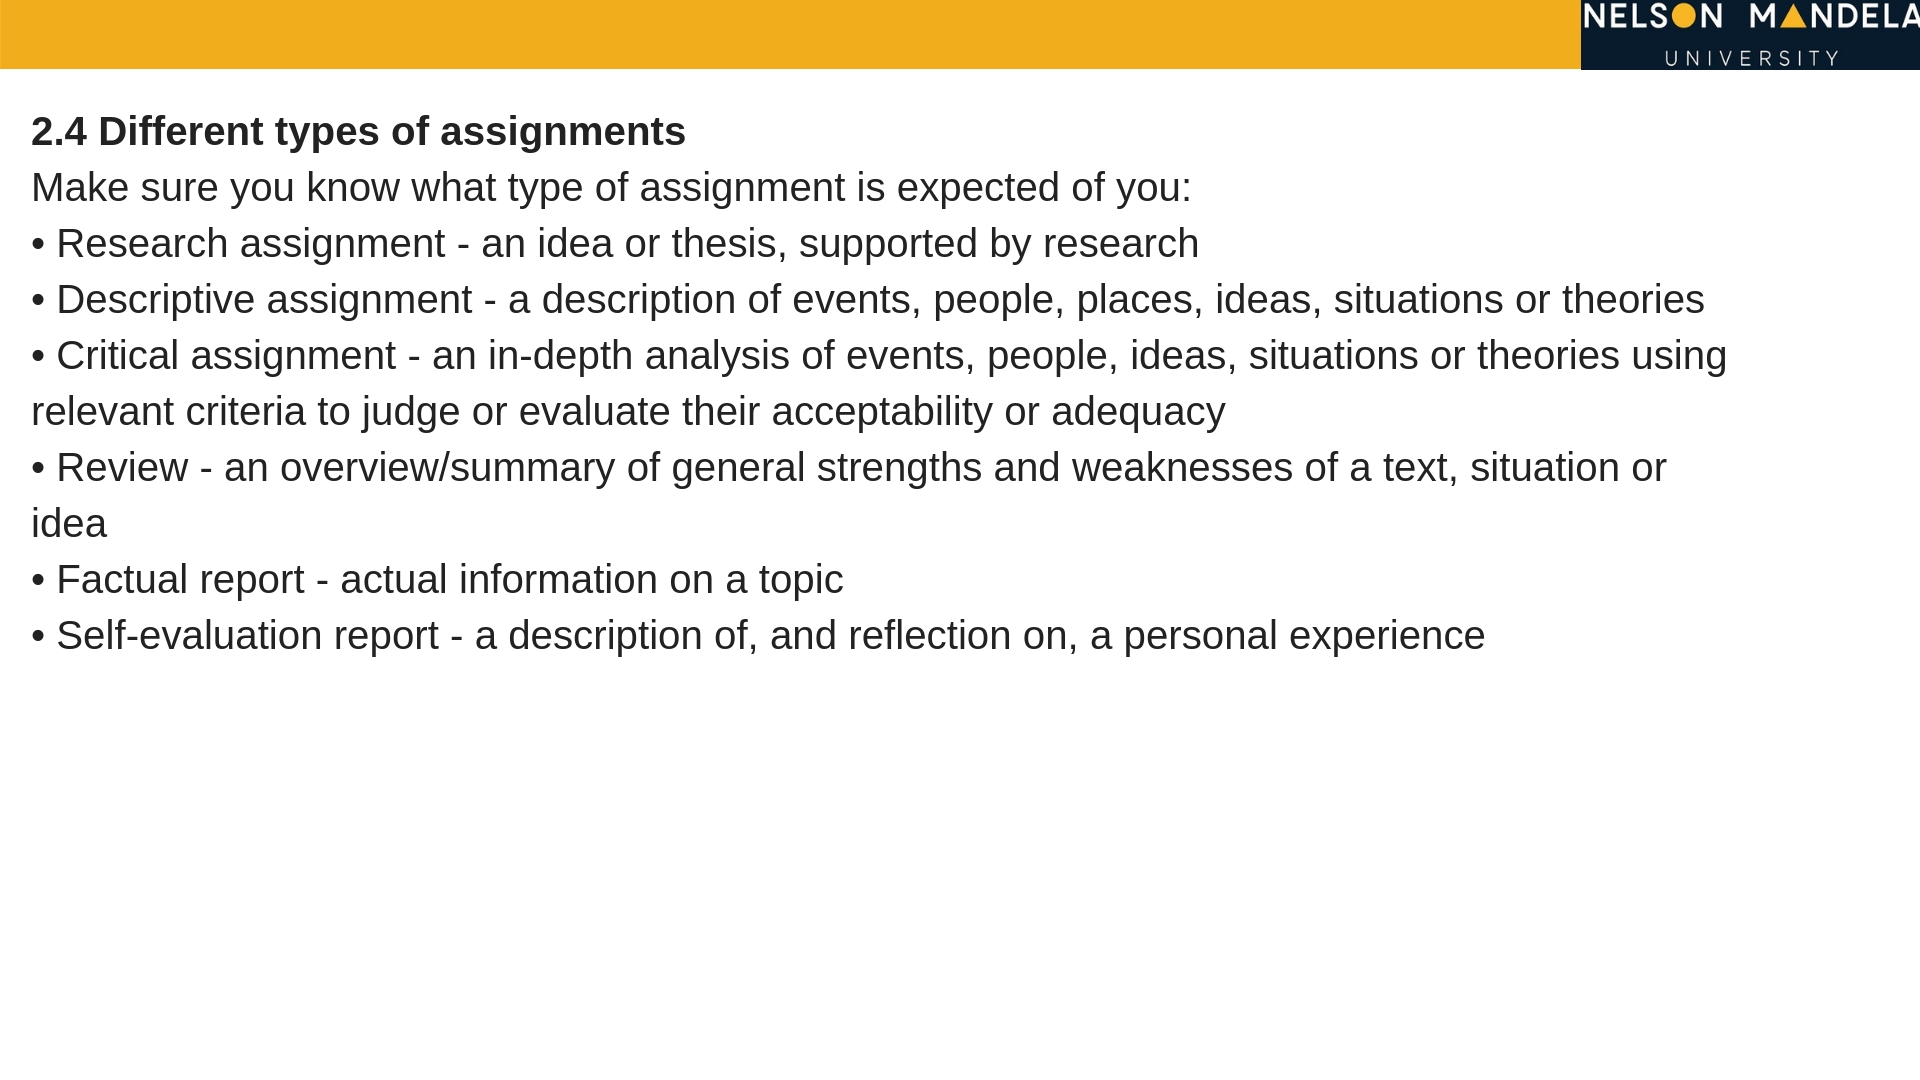 NELSON MANDELA
UNIVERSITY
2.4 Different types of assignments
Make sure you know what type of assignment is expected of you:
• Research assignment - an idea or thesis, supported by research
• Descriptive assignment - a description of events, people, places, ideas, situations or theories
• Critical assignment - an in-depth analysis of events, people, ideas, situations or theories using
relevant criteria to judge or evaluate their acceptability or adequacy
• Review - an overview/summary of general strengths and weaknesses of a text, situation or
idea
• Factual report - actual information on a topic
• Self-evaluation report - a description of, and reflection on, a personal experience